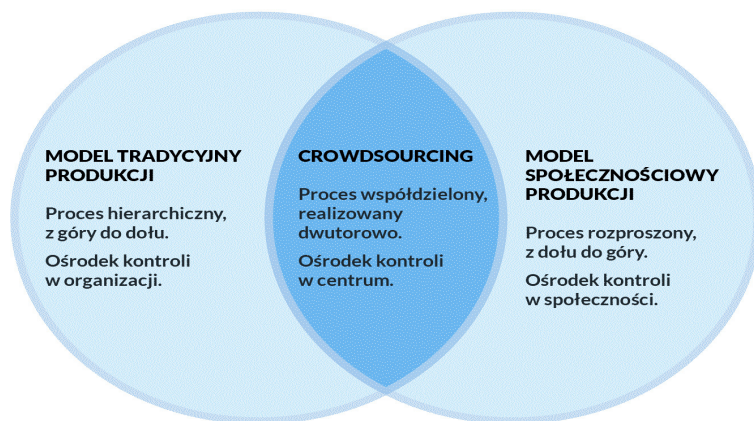 MODEL TRADYCYJNY
PRODUKCJI
Proces hierarchiczny,
z góry do dołu.
Ośrodek kontroli
w organizacji.
CROWDSOURCING
Proces współdzielony,
realizowany
dwutorowo.
Ośrodek kontroli
w centrum.
MODEL
SPOŁECZNOŚCIOWY
PRODUKCJI
Proces rozproszony,
z dołu do góry.
Ośrodek kontroli
w społeczności.